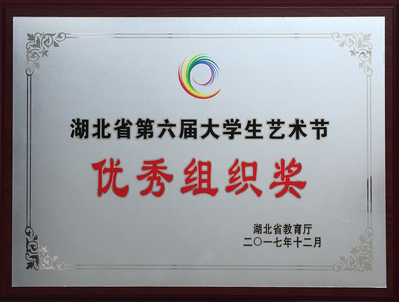 湖北省第六届大学生艺术节
优秀组织奖
湖北省教育厅
二〇一七年十二月